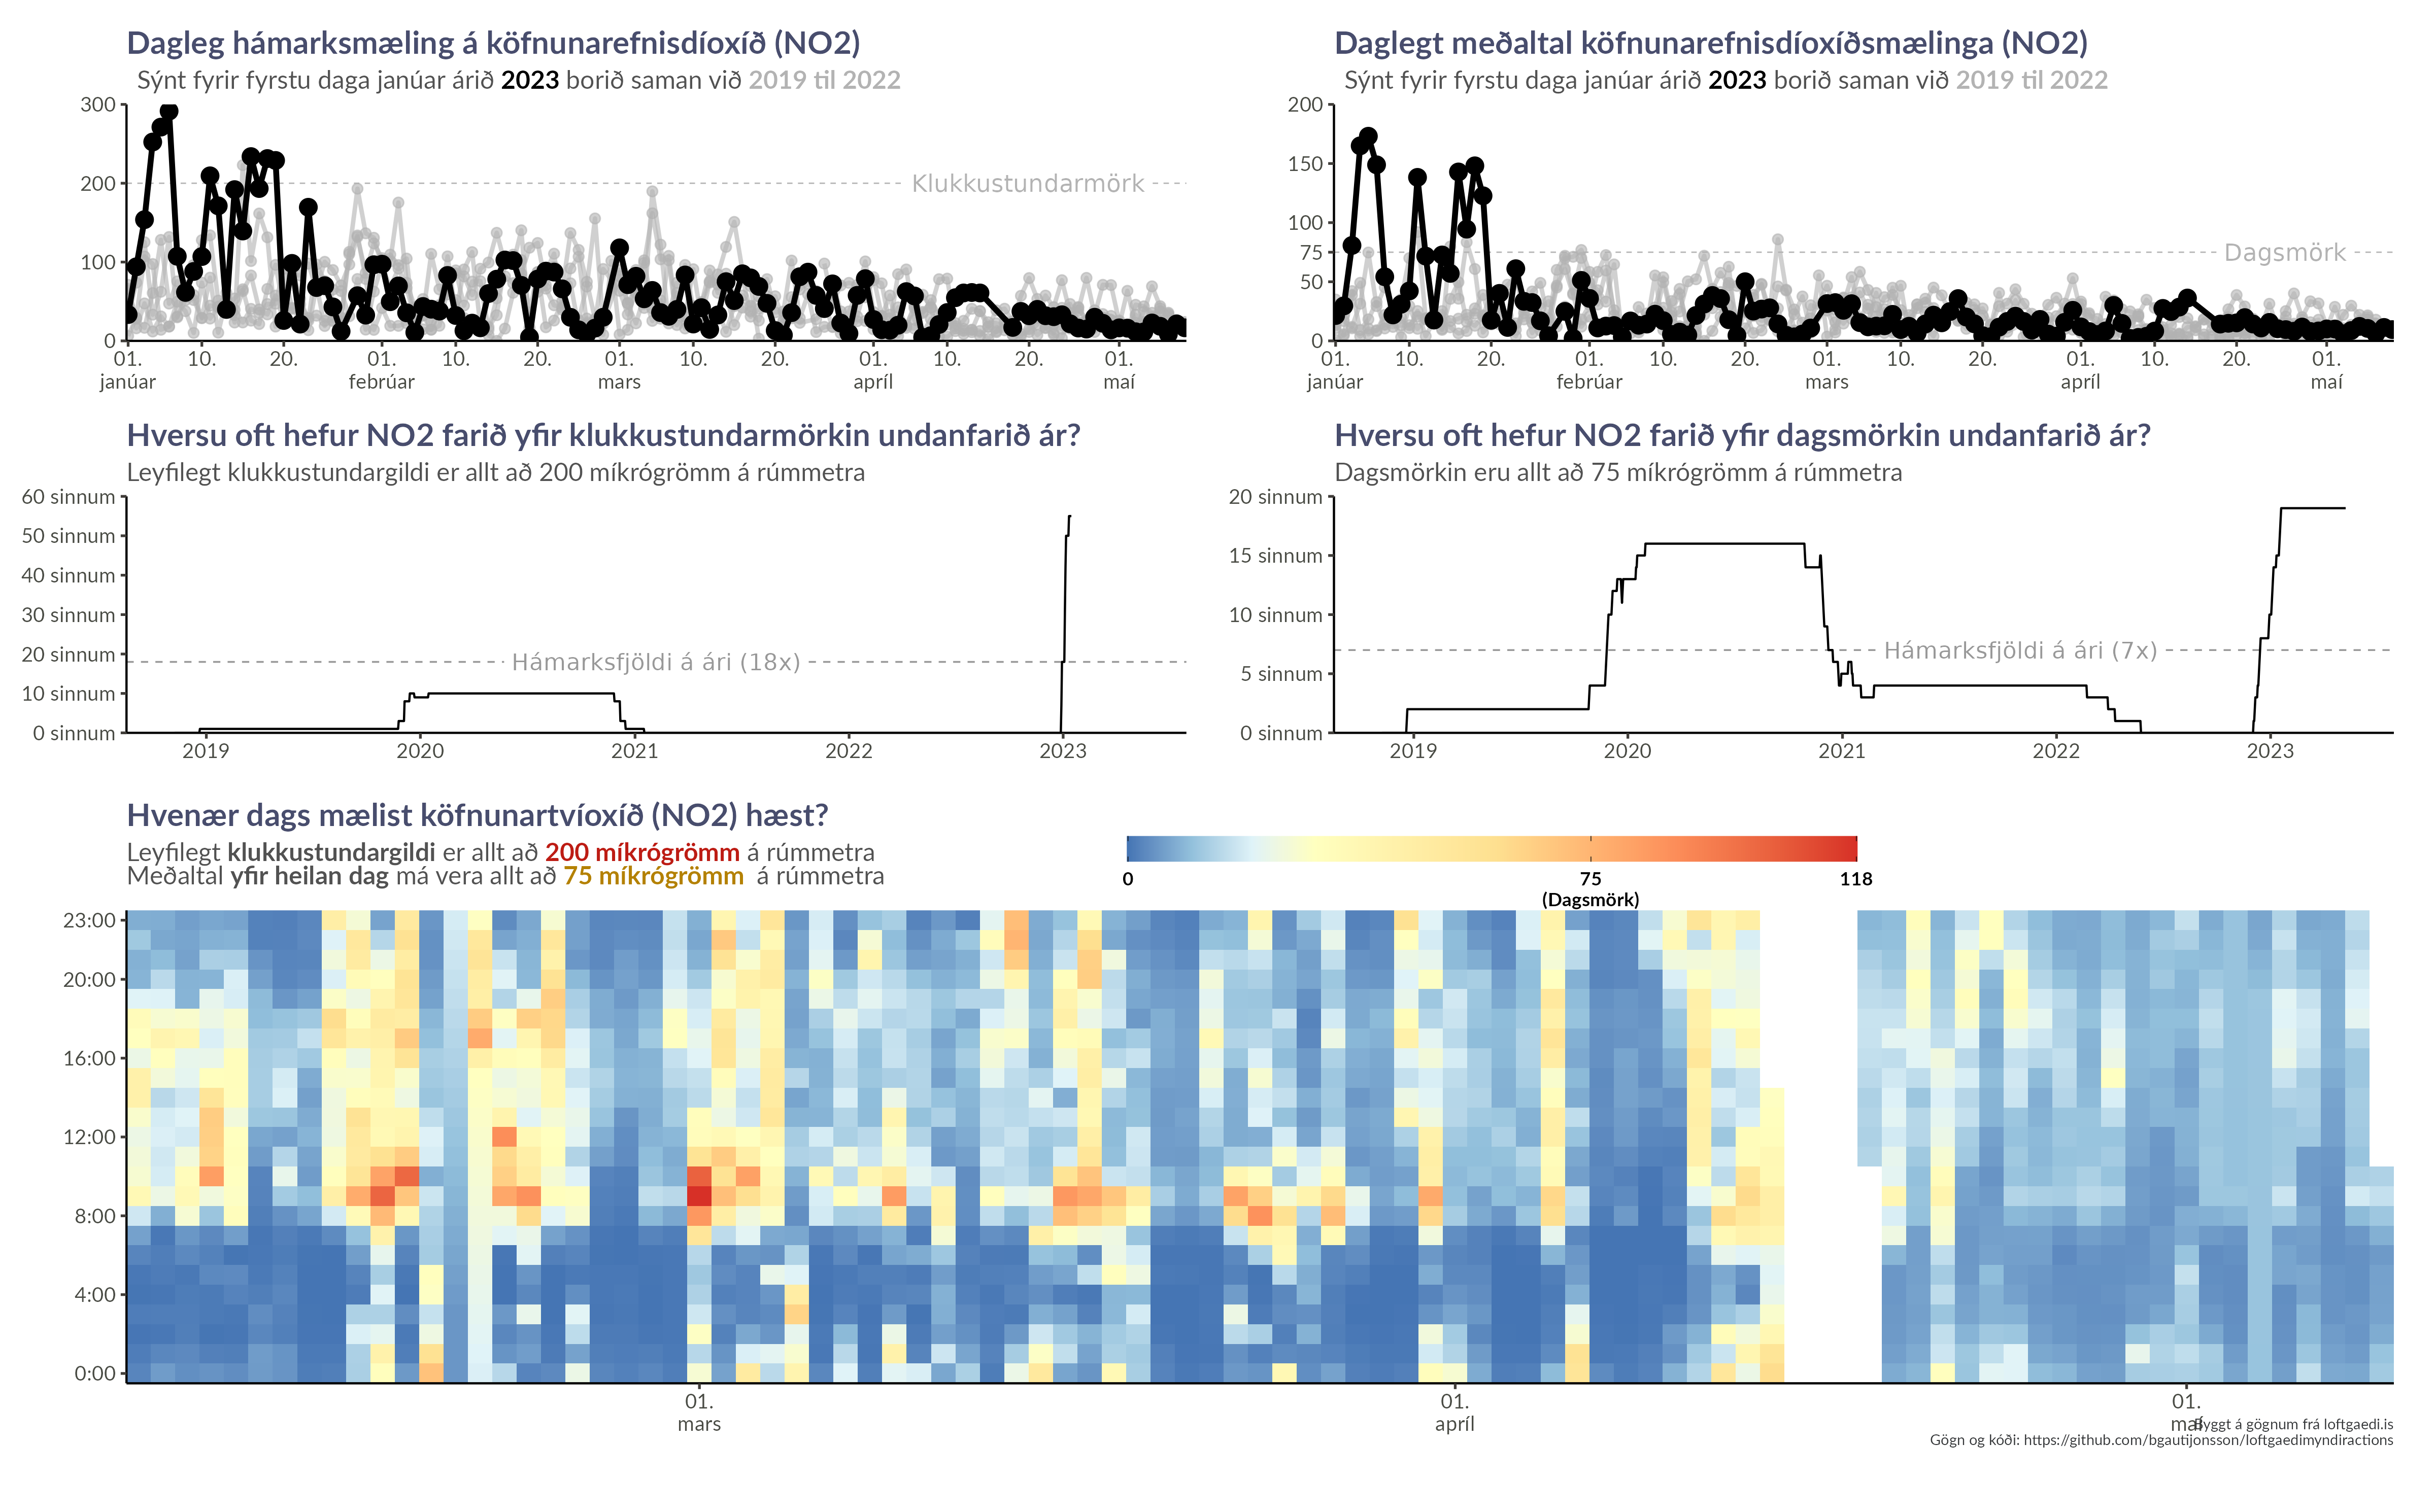 Dagleg hámarksmæling á köfnunarefnisdíoxíð (NO2)
Sýnt fyrir fyrstu daga janúar árið 2023 borið saman við 2019 til 2022
300
200
100
0
Klukkustundarmörk
01. 10. 20. 01. 10. 20. 01. 10. 20. 01. 10. 20. 01.
janúar febrúar mars apríl maí
Daglegt meðaltal köfnunarefnisdíoxíðsmælinga (NO2)
Sýnt fyrir fyrstu daga janúar árið 2023 borið saman við 2019 til 2022
200
150
100
75
50
0
Dagsmörk
01. 10. 20. 01. 10. 20. 01. 10. 20. 01. 10. 20. 01.
janúar febrúar mars apríl maí
Hversu oft hefur NO2 farið yfir klukkustundarmörkin undanfarið ár?
Leyfilegt klukkustundargildi er allt að 200 míkrógrömm á rúmmetra
60 sinnum
50 sinnum
40 sinnum
30 sinnum
20 sinnum
10 sinnum
0 sinnum
Hámarksfjöldi á ári (18x)
2019 2020 2021 2022 2023
Hversu oft hefur NO2 farið yfir dagsmörkin undanfarið ár?
Dagsmörkin eru allt að 75 míkrógrömm á rúmmetra
20 sinnum
15 sinnum
10 sinnum
5 sinnum
0 sinnum
Hámarksfjöldi á ári (7x)
2019 2020 2021 2022 2023
Hvenær dags mælist köfnunartvíoxíð (NO2) hæst?
Leyfilegt klukkustundargildi er allt að 200 míkrógrömm á rúmmetra
Meðaltal yfir heilan dag má vera allt að 75 míkrógrömm á rúmmetra
0 75 118
(Dagsmörk)
23:00
20:00
16:00
12:00
8:00
4:00
0:00
01. 01. 01.
mars apríl maí
Byggt á gögnum frá loftgaedi.is
Gögn og kóði: https://github.com/bgautijonsson/loftgaedimyndiractions